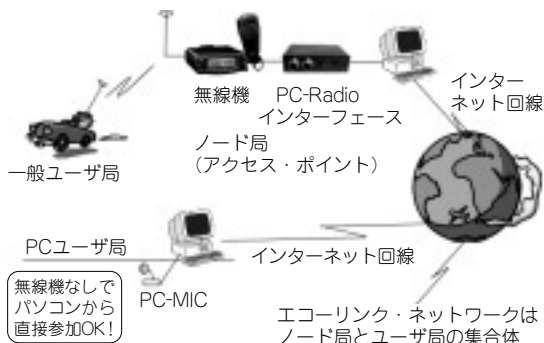 無線機
PC-Radio
インターフェース
インター
ネット回線
ノード局
(アクセス・ポイント)
一般ユーザ局
PCユーザ局
インターネット回線
無線機なしで
パソコンから
直接参加OK!
PC-MIC
エコーリンク・ネットワークは
ノード局とユーザ局の集合体